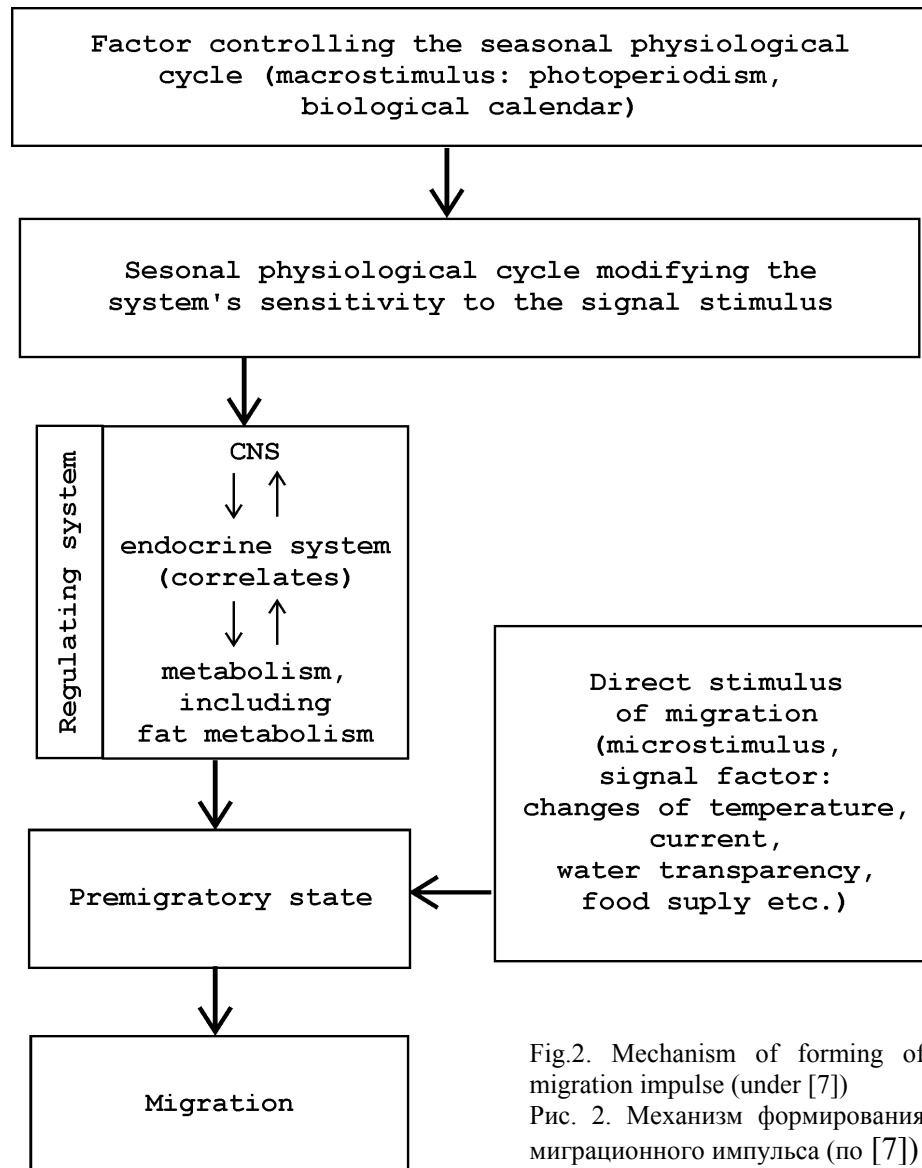 Factor controlling the seasonal physiological
cycle (macrostimulus: photoperiodism,
biological calendar)
Sesonal physiological cycle modifying the
system's sensitivity to the signal stimulus
Regulating system
CNS
endocrine system
(correlates)
metabolism,
including
fat metabolism
Direct stimulus
of migration
(microstimulus,
signal factor:
changes of temperature,
current,
water transparency,
food suply etc.)
Premigratory state
Migration
Fig.2. Mechanism of forming of
migration impulse (under [7])
Рис. 2. Механизм формирования
миграционного импульса (по [7])